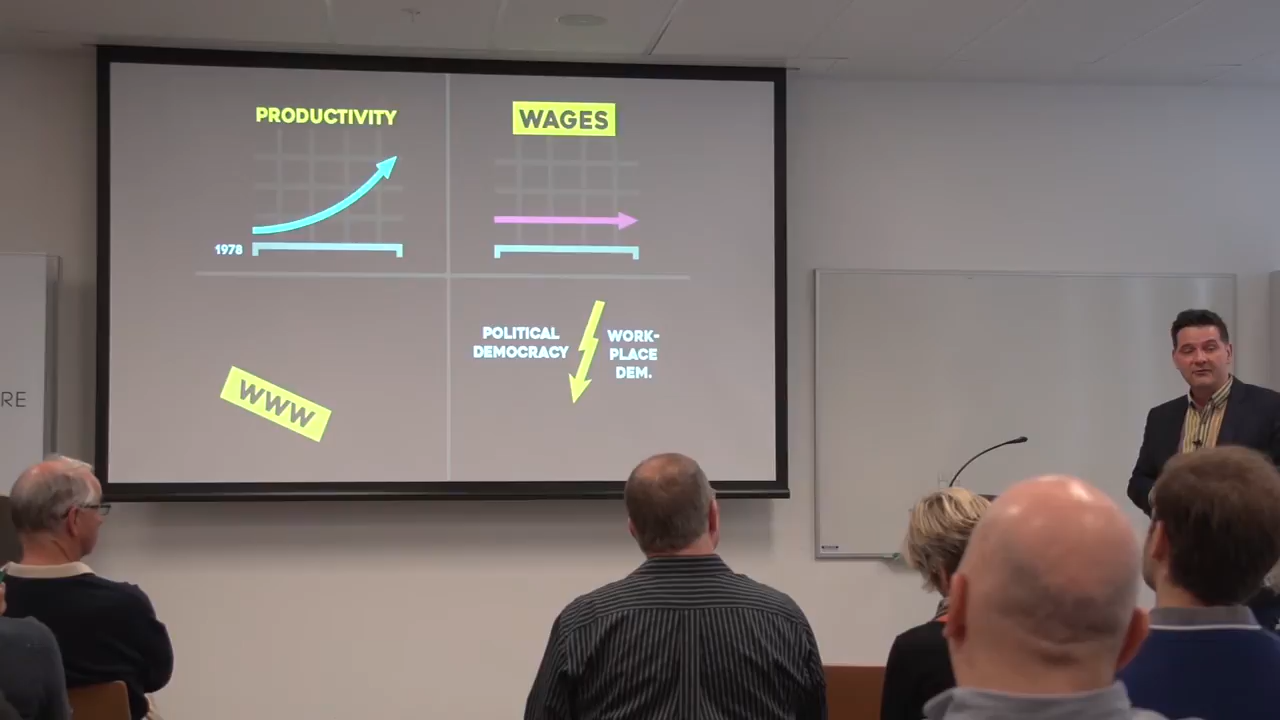 PRODUCTIVITY
WAGES
1978
POLITICAL
DEMOCRACY
WORK-
PLACE
DEM.
WWW
RE